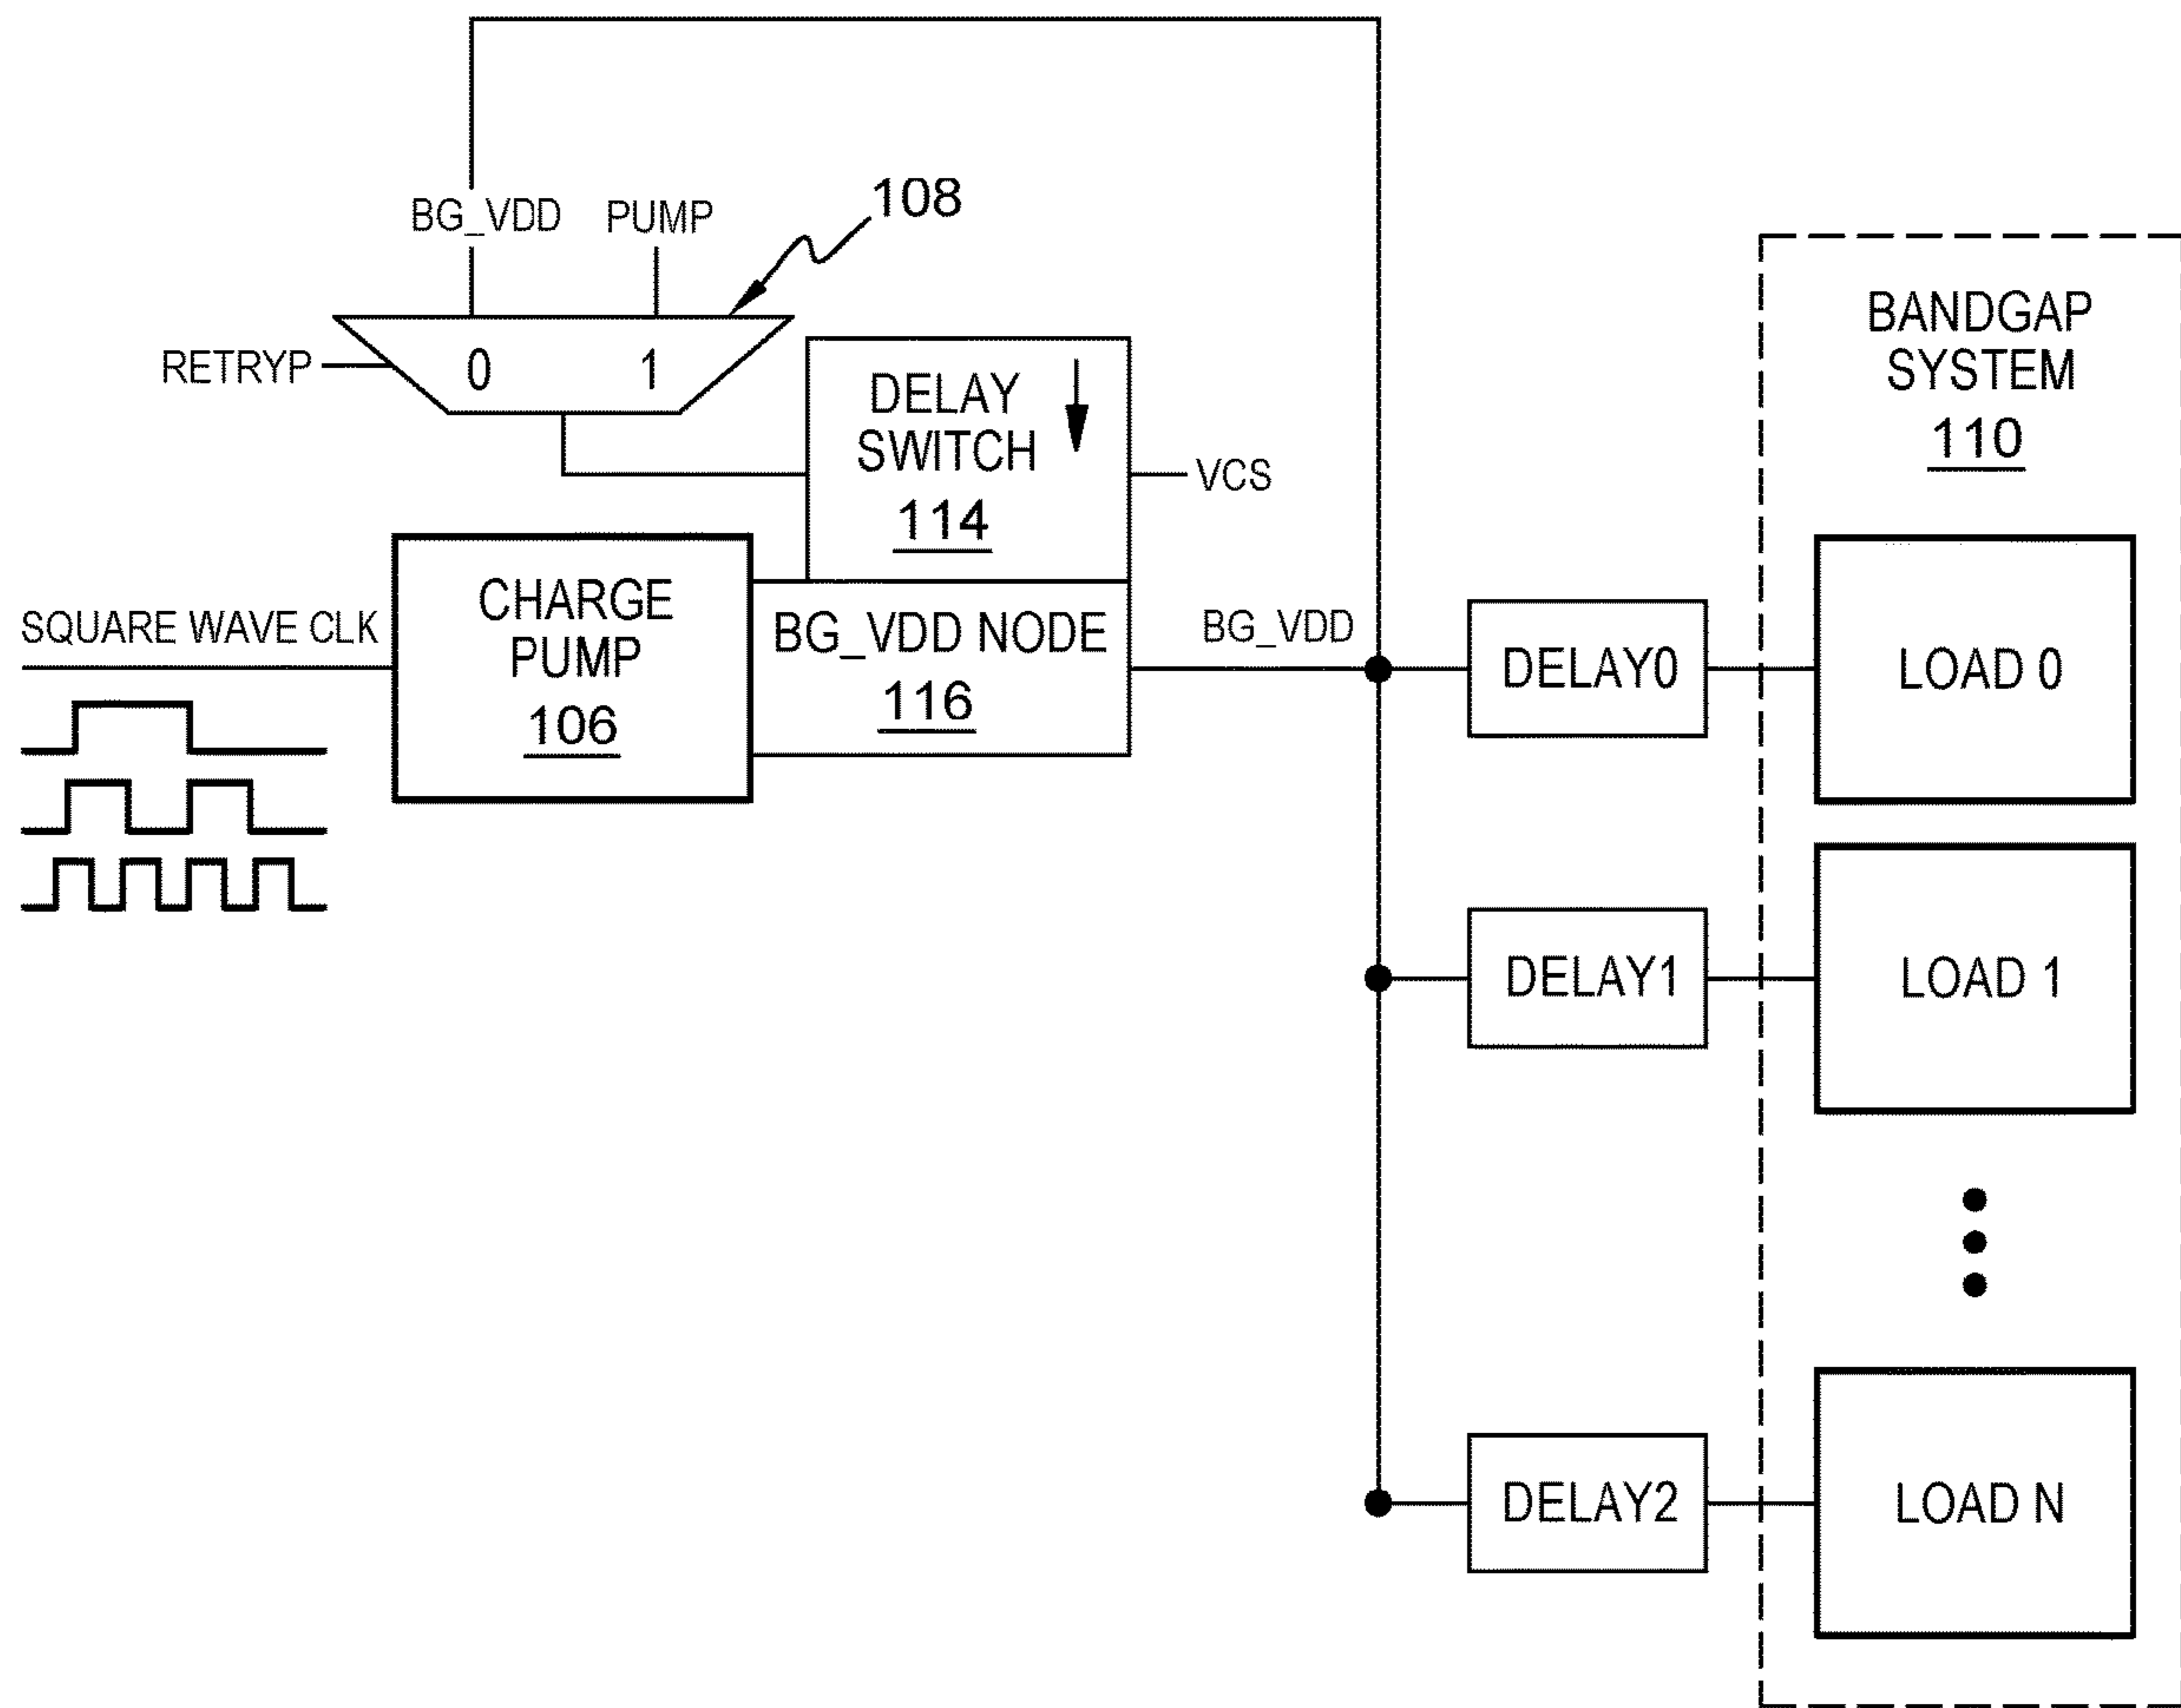 108
BG_VDD PUMP
RETRYP
0 1
DELAY
SWITCH
114
VCS
BANDGAP
SYSTEM
110
SQUARE WAVE CLK
CHARGE
PUMP
106
BG_VDD NODE
116
BG_VDD
DELAY0
LOAD 0
DELAY1
LOAD 1
DELAY2
LOAD N